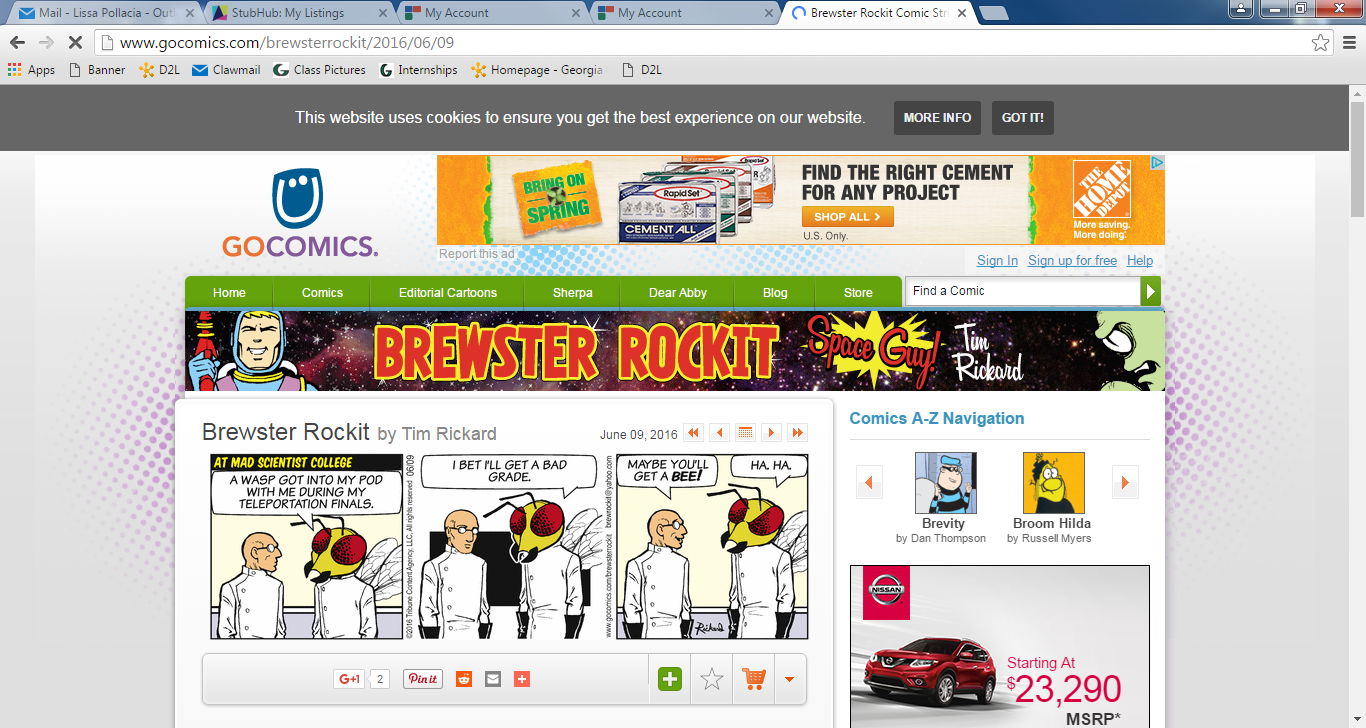 Mail - Lissa Pollacia - Outl
StubHub: My Listings
My Account
My Account
Brewster Rockit Comic Stri
www.gocomics.com/brewsterrockit/2016/06/09
Apps
Banner
D2L
Clawmail
Class Pictures
Internships
Homepage - Georgia
D2L
This website uses cookies to ensure you get the best experience on our website.
MORE INFO
GOT IT!
GOCOMICS.
BRING ON
SPRING
Rapid Set
CEMENT ALL
FIND THE RIGHT CEMENT
FOR ANY PROJECT
SHOP ALL >
U.S. Only.
THE
HOME
DEPOT
More saving.
More doing.
Report this ad
Sign In
Sign up for free
Help
Home
Comics
Editorial Cartoons
Sherpa
Dear Abby
Blog
Store
Find a Comic
BREWSTER ROCKIT
Space Guy!
Tim
Rickard
Brewster Rockit by Tim Rickard
June 09, 2016
AT MAD SCIENTIST COLLEGE
A WASP GOT INTO MY POD
WITH ME DURING MY
TELEPORTATION FINALS.
©2016 Tribune Content Agency, LLC. All rights reserved 06/09
I BET I'LL GET A BAD
GRADE.
www.gocomics.com/brewsterrockit brewrockit@yahoo.com
MAYBE YOU'LL
GET A BEE!
HA. HA.
Rickard
G+1
2
Pin it
Comics A-Z Navigation
Brevity
by Dan Thompson
Broom Hilda
by Russell Myers
NISSAN
Starting At
$23,290
MSRP*